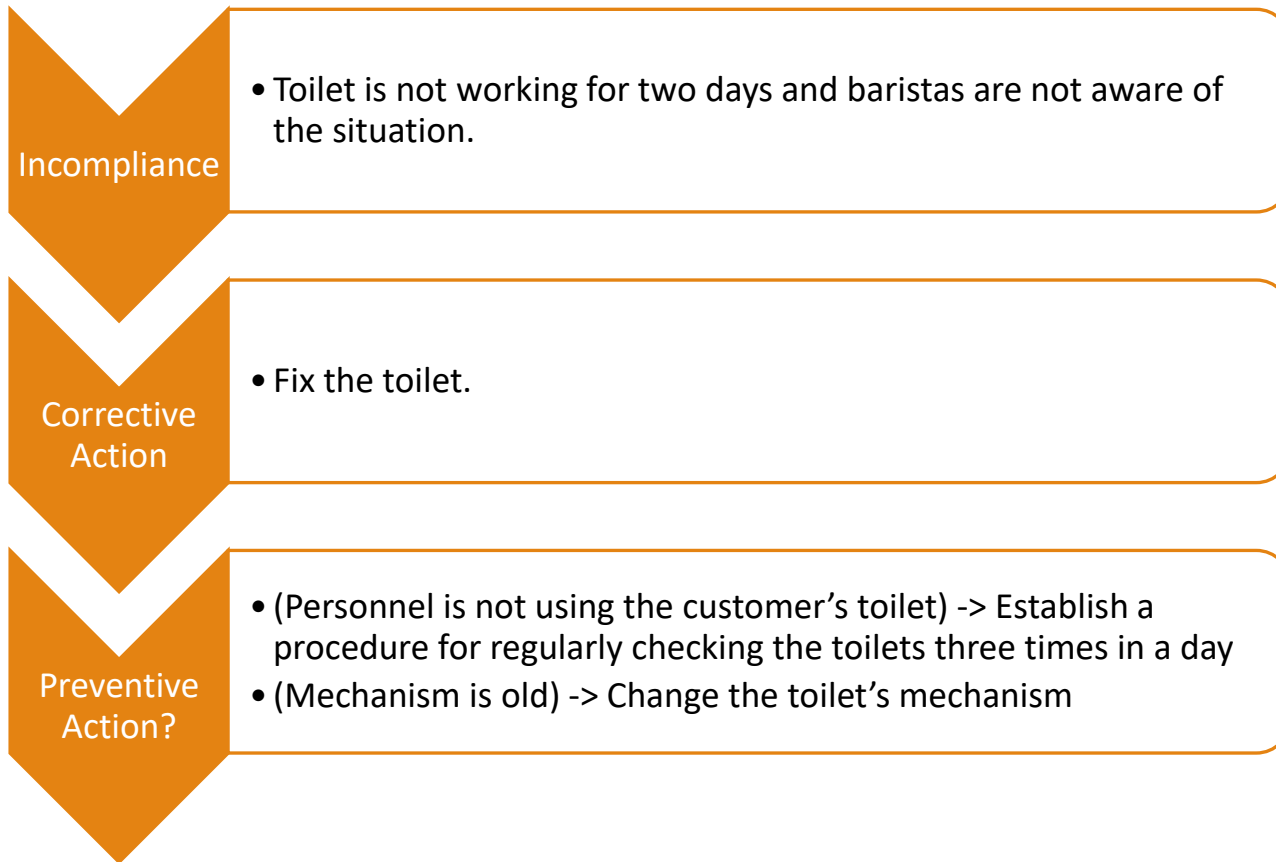 Incompliance
• Toilet is not working for two days and baristas are not aware of
the situation.
Corrective
Action
• Fix the toilet.
Preventive
Action?
• (Personnel is not using the customer’s toilet) -> Establish a
procedure for regularly checking the toilets three times in a day
• (Mechanism is old) -> Change the toilet’s mechanism